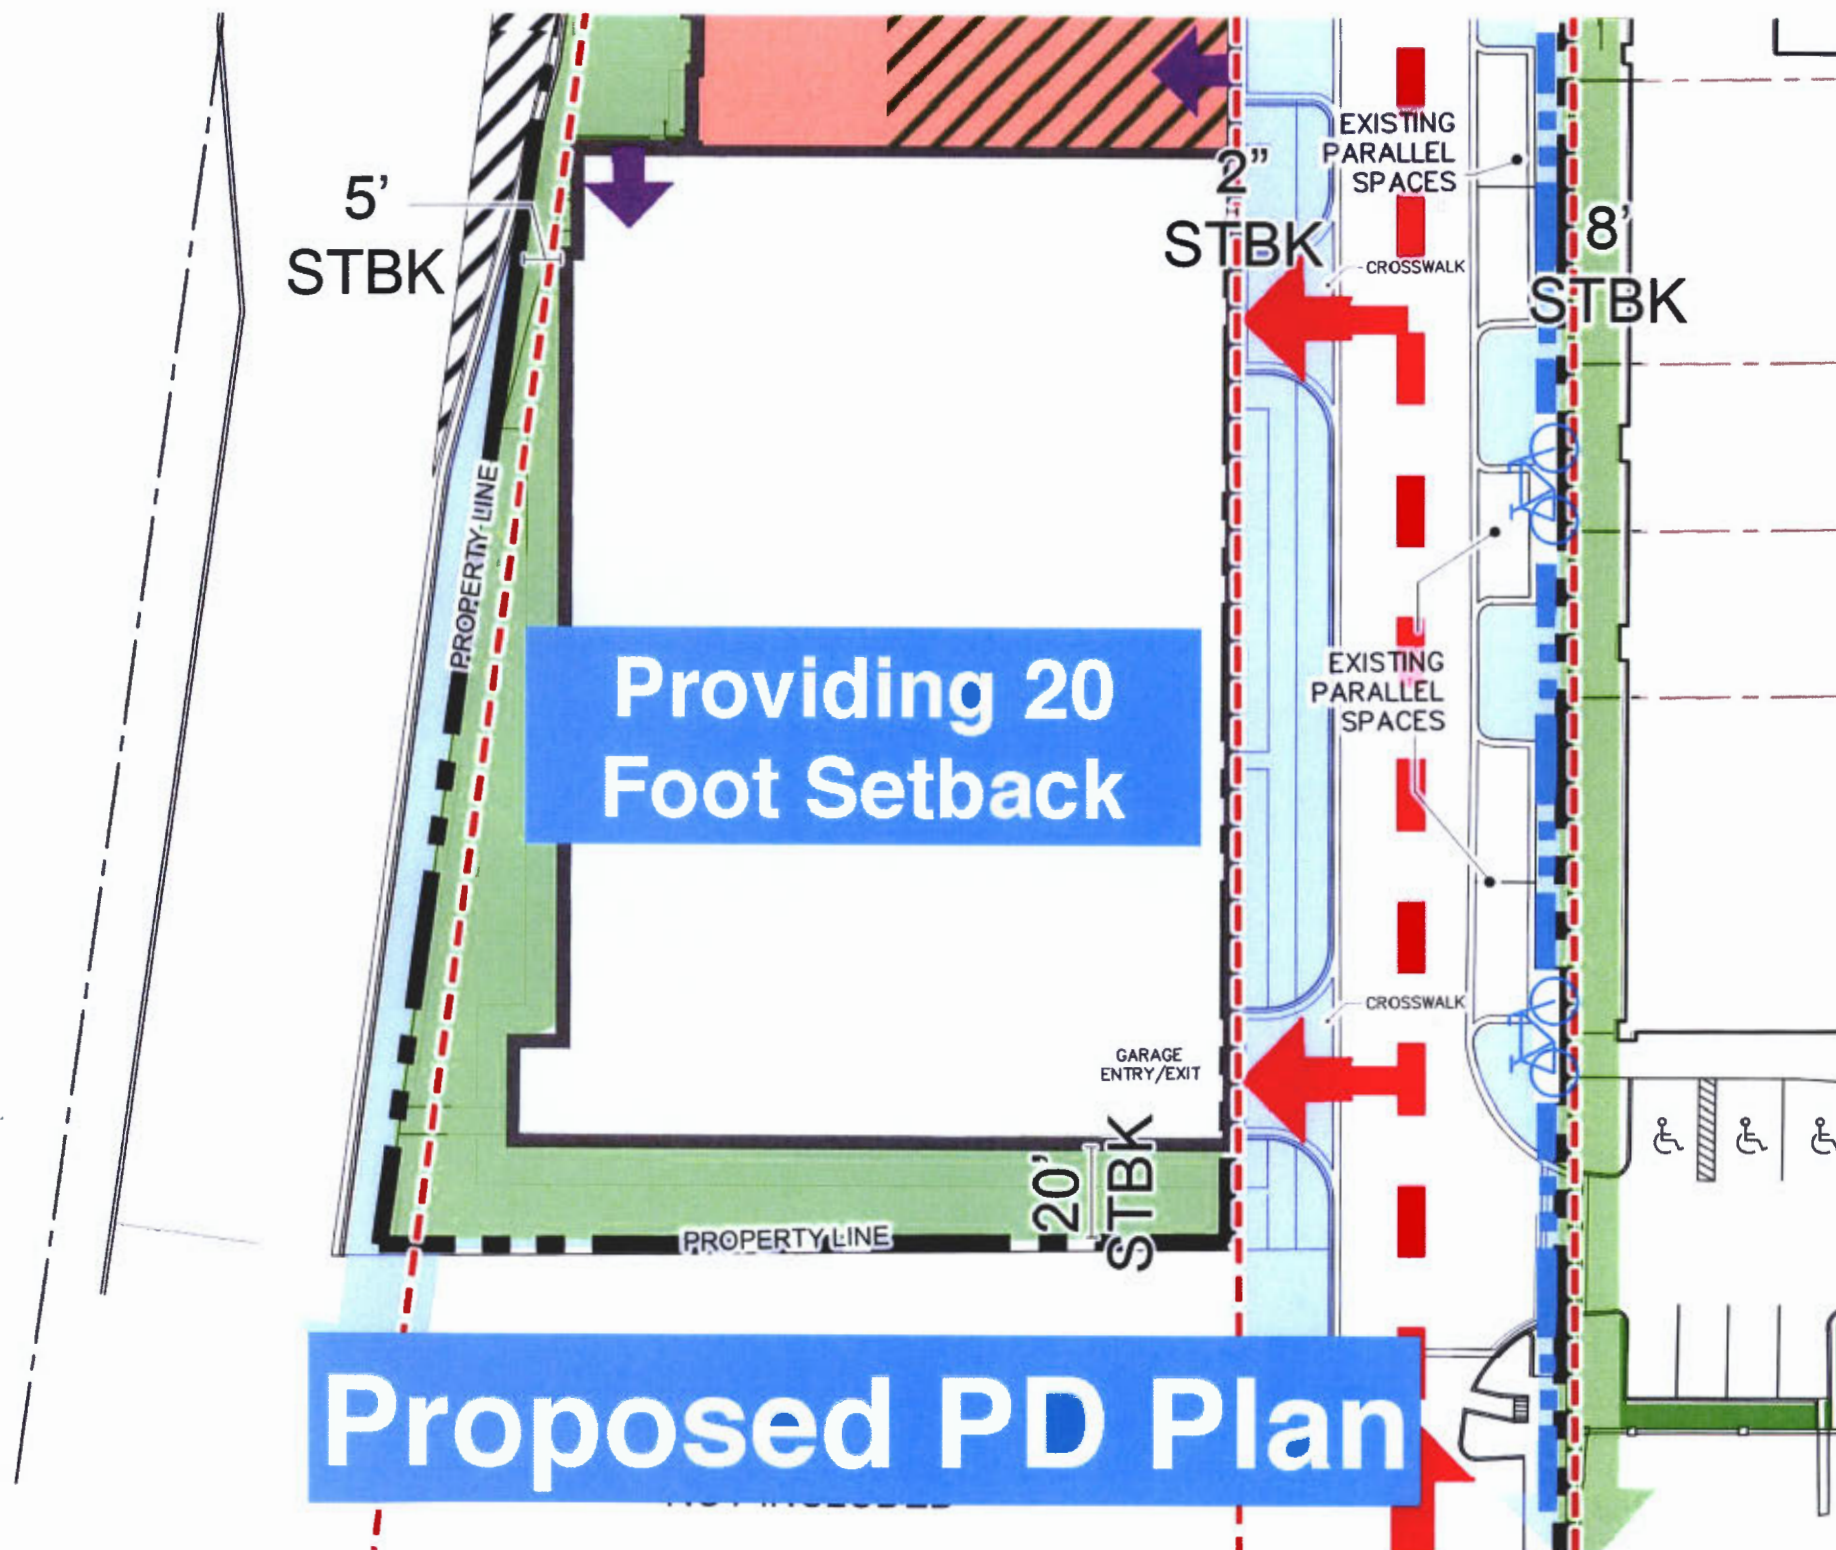 EXISTING
PARALLEL
SPACES
2”
5’
STBK
STBK
8’
STBK
CROSSWALK
PROPERTY LINE
Providing 20
Foot Setback
EXISTING
PARALLEL
SPACES
CROSSWALK
GARAGE
ENTRY/EXIT
20’
STBK
PROPERTY LINE
Proposed PD Plan